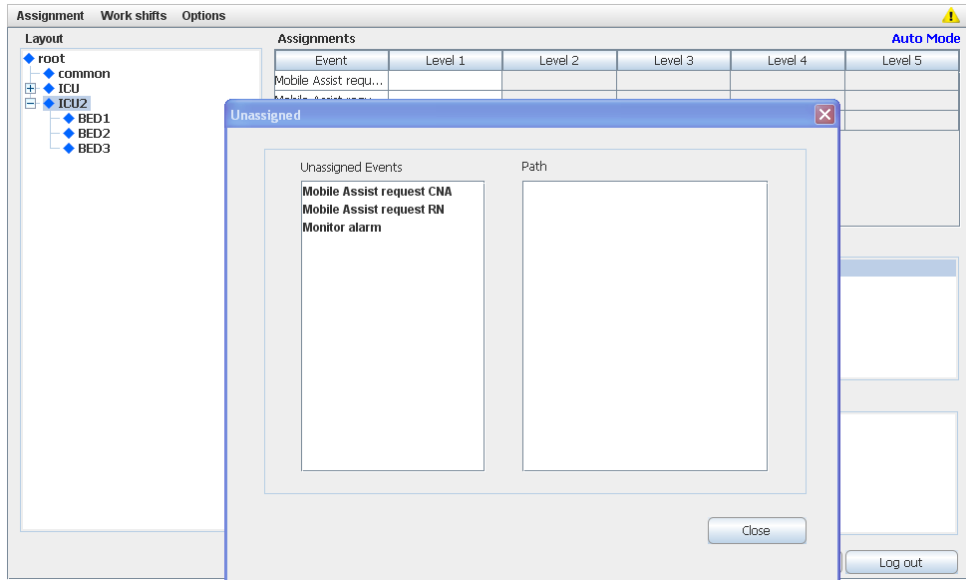 Assignment Work shifts Options
Layout
Assignments
Auto Mode
root
common
ICU
ICU2
BED1
BED2
BED3
Event Level 1 Level 2 Level 3 Level 4 Level 5
Mobile Assist requ...
Unassigned
Unassigned Events
Path
Mobile Assist request CNA
Mobile Assist request RN
Monitor alarm
Close
Log out